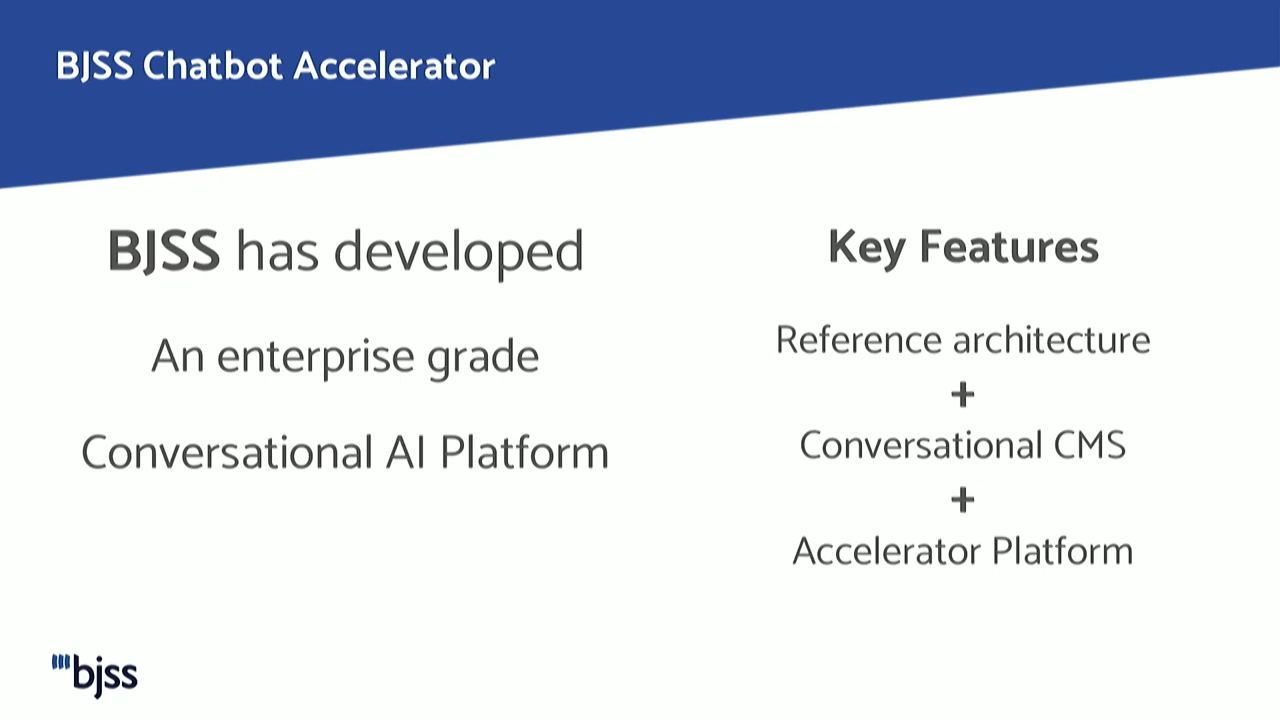 BJSS Chatbot Accelerator
BJSS has developed
An enterprise grade
Conversational AI Platform
Key Features
Reference architecture
+
Conversational CMS
+
Accelerator Platform
bjss